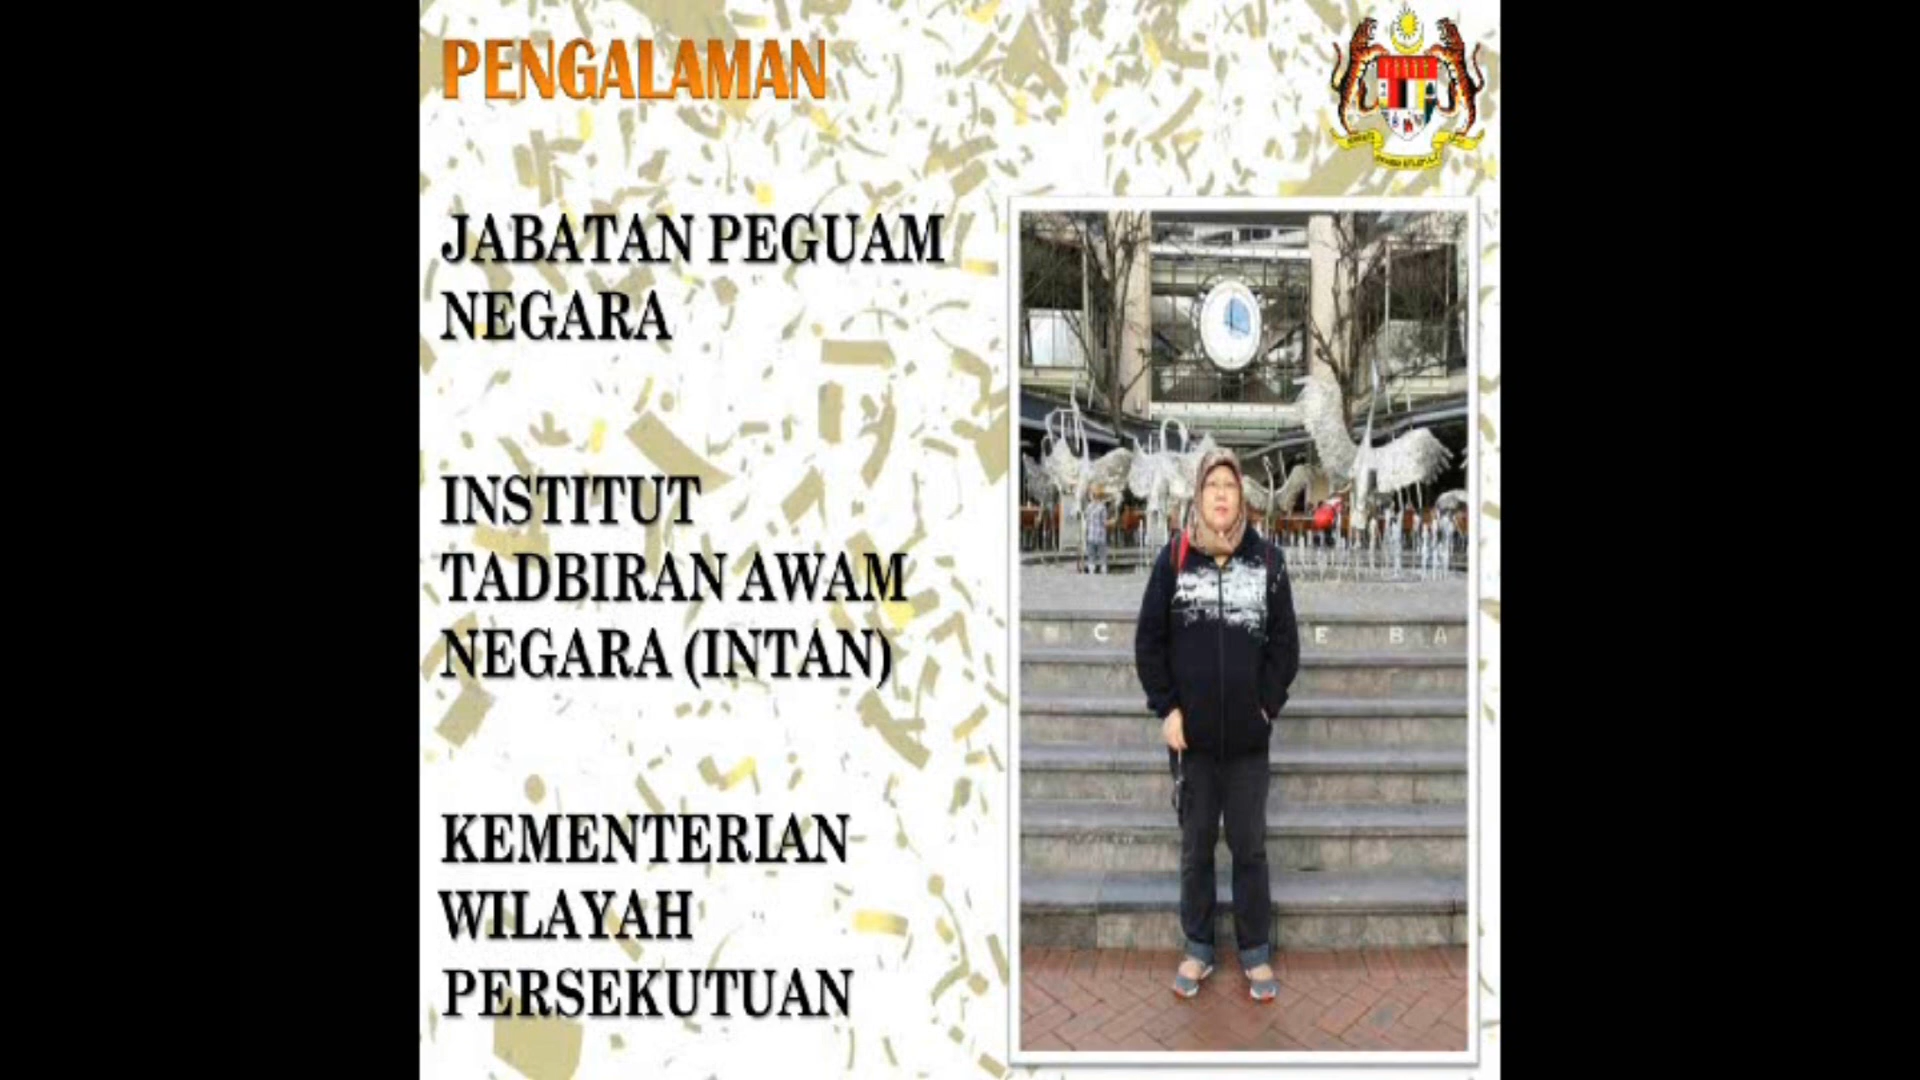 PENGALAMAN
JABATAN PEGUAM
NEGARA
INSTITUT
TADBIRAN AWAM
NEGARA (INTAN)
KEMENTERIAN
WILAYAH
PERSEKUTUAN
C E B A